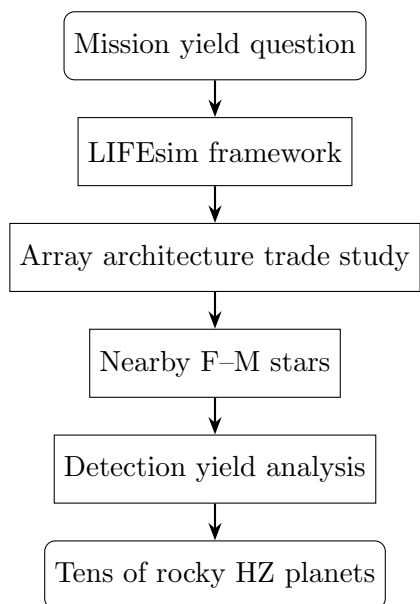 Mission yield question
LIFEsim framework
Array architecture trade study
Nearby F–M stars
Detection yield analysis
Tens of rocky HZ planets